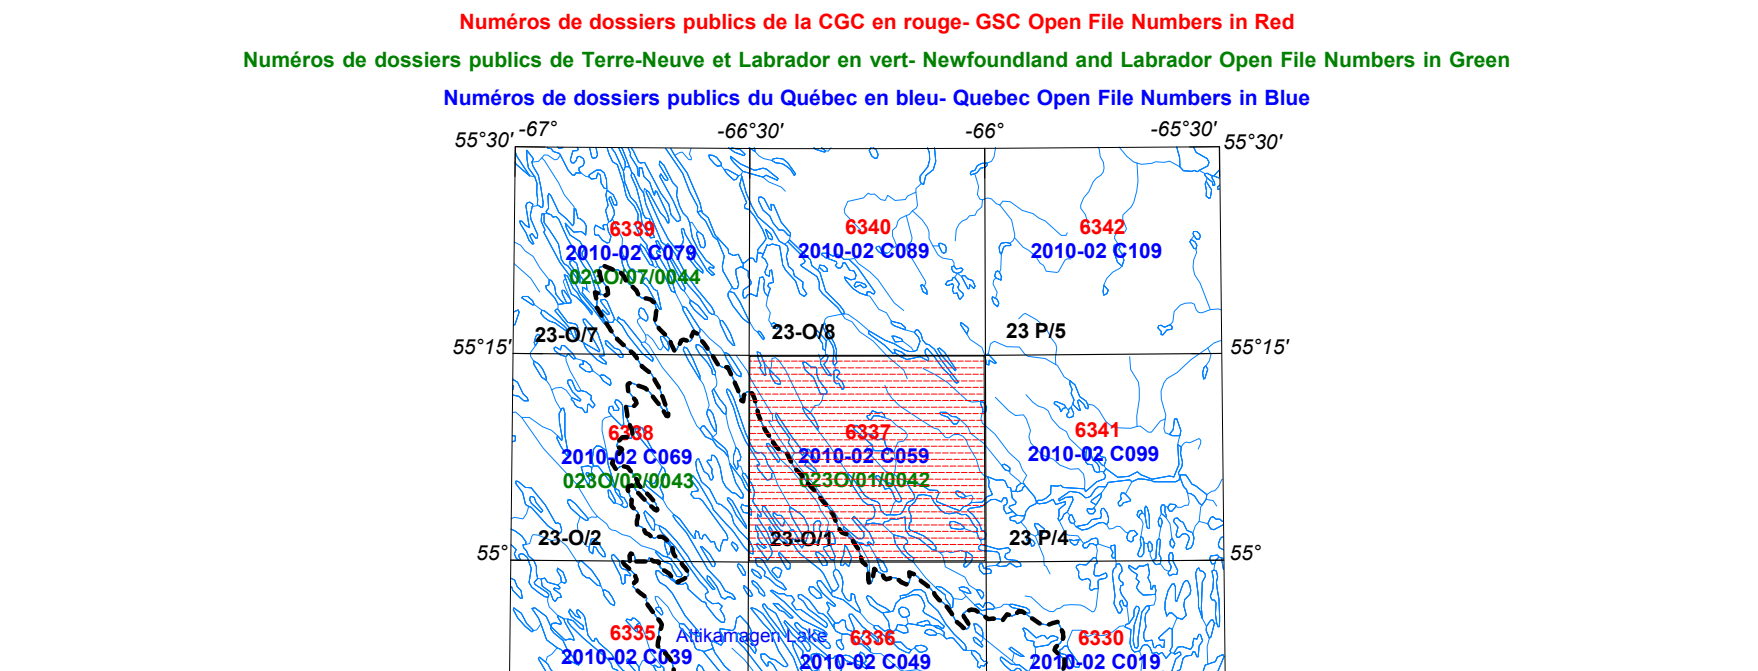 Numéros de dossiers publics de la CGC en rouge- GSC Open File Numbers in Red
Numéros de dossiers publics de Terre-Neuve et Labrador en vert- Newfoundland and Labrador Open File Numbers in Green
Numéros de dossiers publics du Québec en bleu- Quebec Open File Numbers in Blue
-67° -66°30' -66° -65°30'
55°30' 55°30'
6339 6340 6342
2010-02 C079 2010-02 C089 2010-02 C109
023O/07/0044
23-O/7 23-O/8 23 P/5
55°15' 55°15'
6338 6337 6341
2010-02 C069 2010-02 C059 2010-02 C099
023O/02/0043 023O/01/0042
23-O/2 23-O/1 23 P/4
55° 55°
6335 Attikamagen Lake 6336 6330
2010-02 C039 2010-02 C049 2010-02 C019